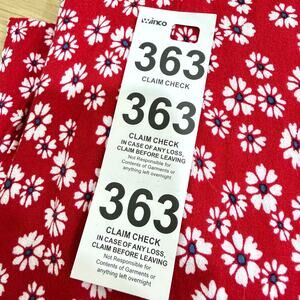 Winco
363
CLAIM CHECK
363
CLAIM CHECK
IN CASE OF ANY LOSS,
CLAIM BEFORE LEAVING
Not Responsible for
Contents of Garments or
anything left overnight
363
CLAIM CHECK
IN CASE OF ANY LOSS,
CLAIM BEFORE LEAVING
Not Responsible for
Contents of Garments or
anything left overnight